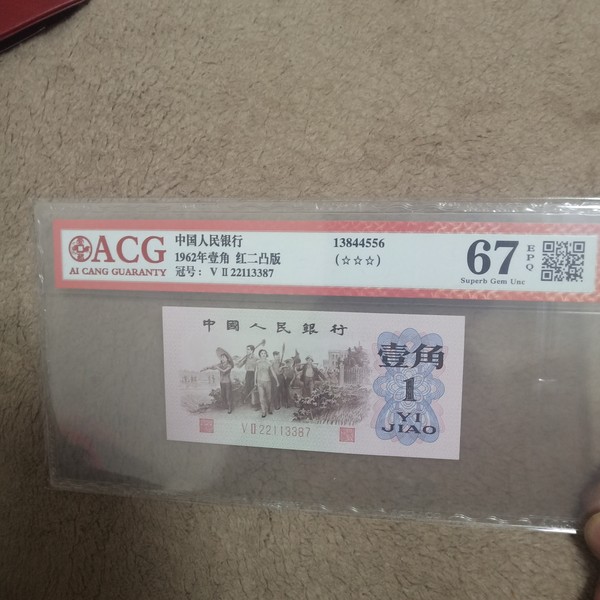 ACG
AI CANG GUARANTY
中国人民银行
1962年壹角 红二凸版
冠号: V Ⅱ 22113387
13844556
(☆☆☆)
67
EPQ
Superb Gem Unc
中國人民銀行
壹角
1
YI
JIAO
V Ⅱ 22113387